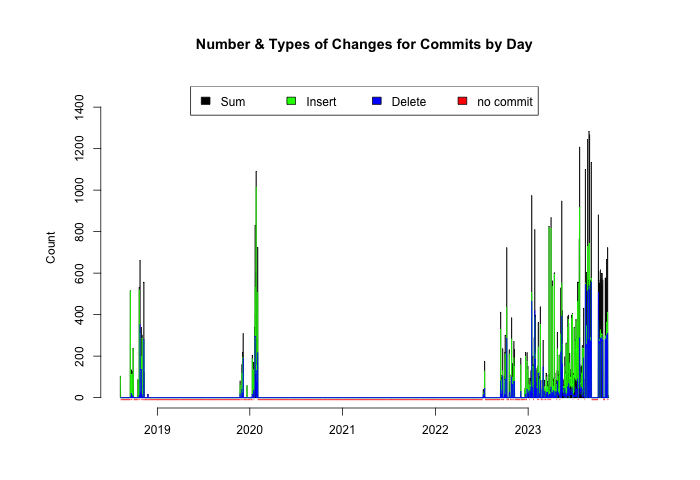 Number & Types of Changes for Commits by Day
Sum Insert Delete no commit
Count
0 200 400 600 800 1000 1200 1400
2019 2020 2021 2022 2023